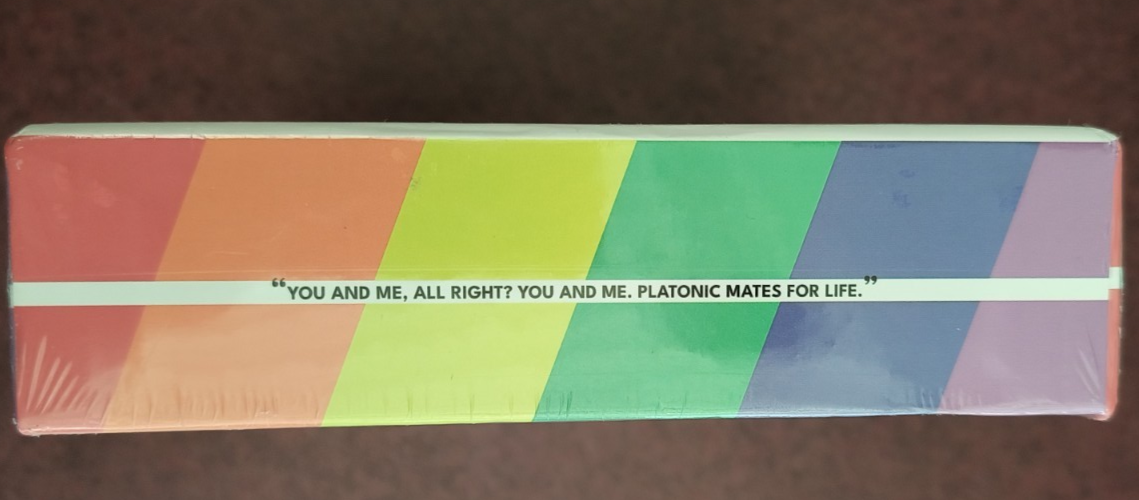 “YOU AND ME, ALL RIGHT? YOU AND ME. PLATONIC MATES FOR LIFE.”